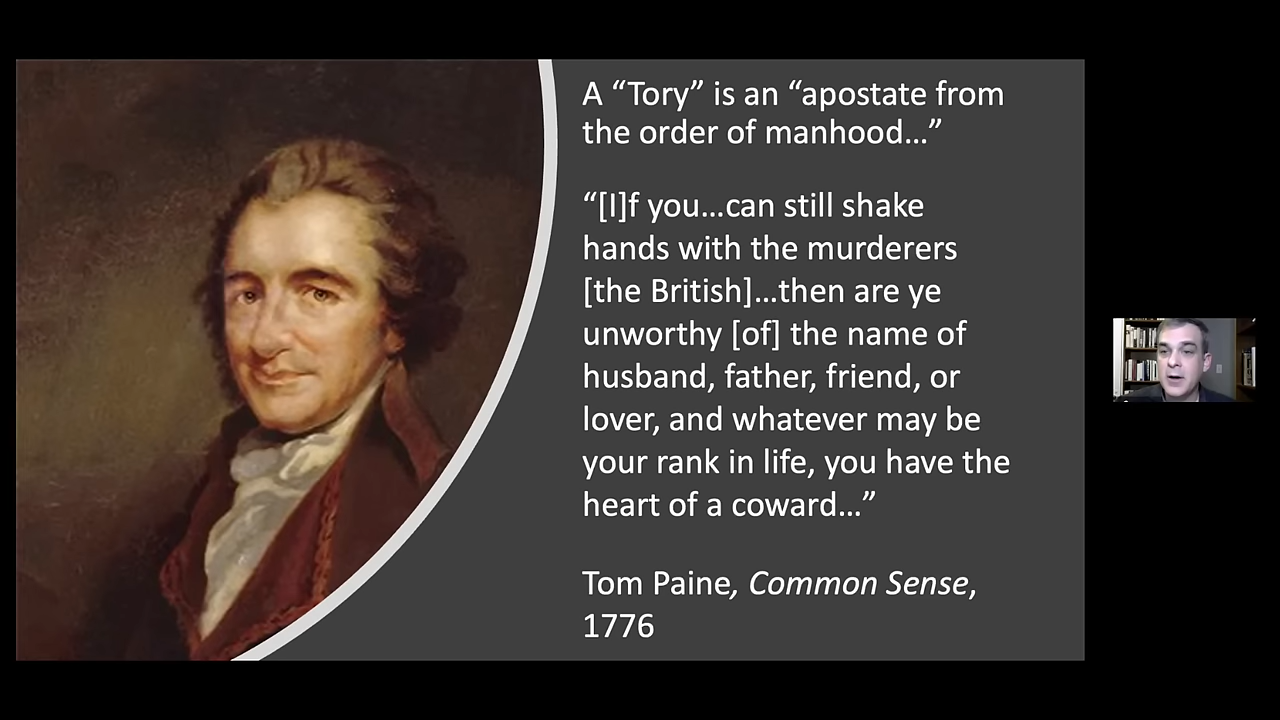 A “Tory” is an “apostate from
the order of manhood…”
“[I]f you…can still shake
hands with the murderers
[the British]…then are ye
unworthy [of] the name of
husband, father, friend, or
lover, and whatever may be
your rank in life, you have the
heart of a coward…”
Tom Paine, Common Sense,
1776